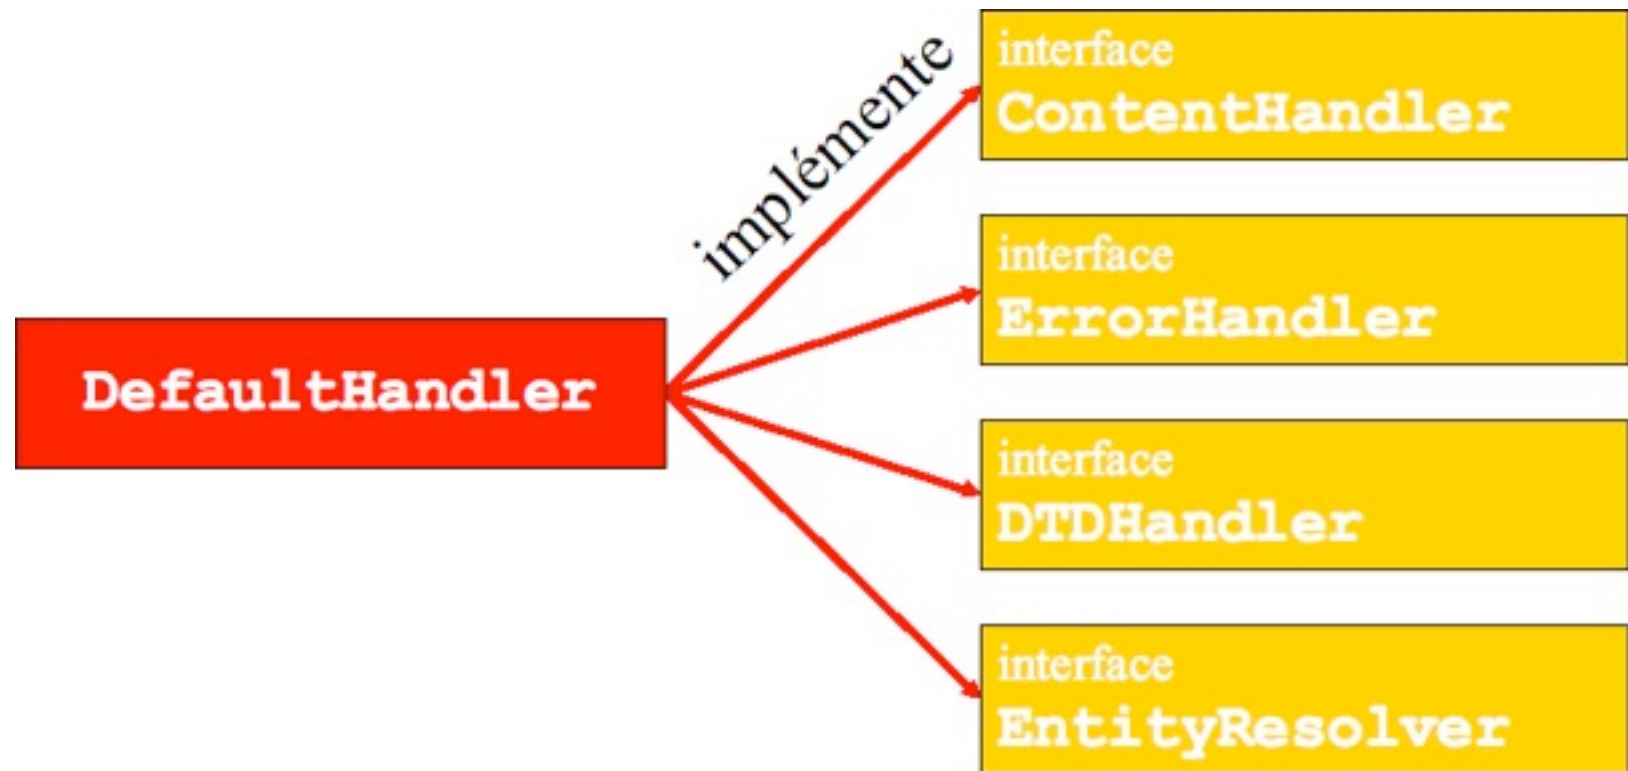 implémente
interface
ContentHandler
interface
ErrorHandler
DefaultHandler
interface
DTDHandler
interface
EntityResolver